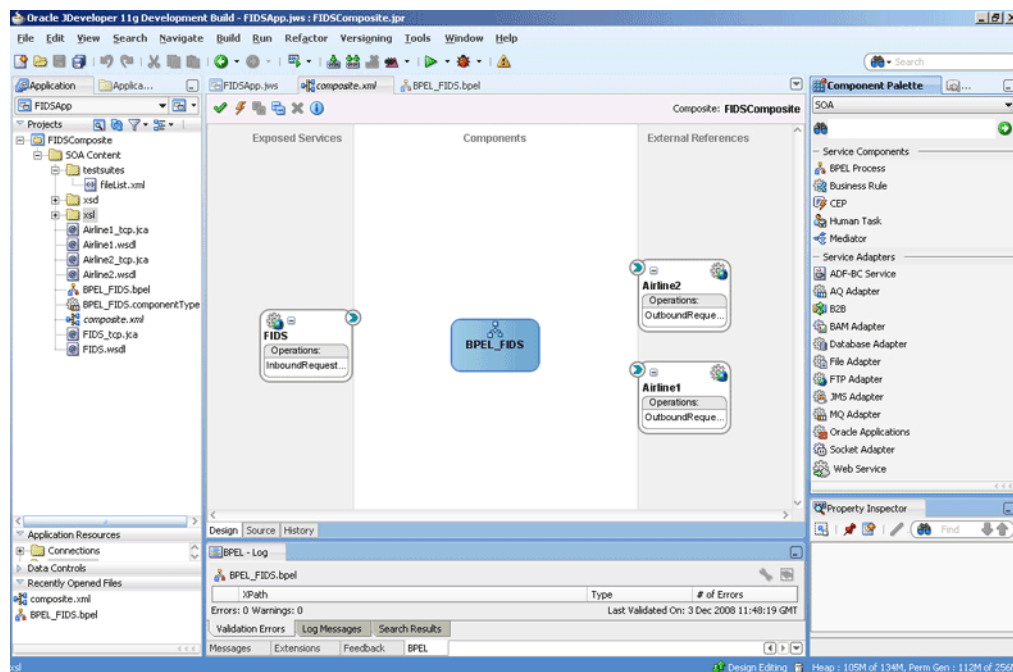 Oracle JDeveloper 11g Development Build - FIDSApp.jws : FIDSComposite.jpr
File Edit View Search Navigate Build Run Refactor Versioning Tools Window Help
Search
Application
Applica...
FIDSApp
Projects
FIDSComposite
SOA Content
testsuites
fileList.xml
xsd
xsl
Airline1_tcp.jca
Airline1.wsdl
Airline2_tcp.jca
Airline2.wsdl
BPEL_FIDS.bpel
BPEL_FIDS.componentType
composite.xml
FIDS_tcp.jca
FIDS.wsdl
Application Resources
Connections
Data Controls
Recently Opened Files
composite.xml
BPEL_FIDS.bpel
FIDSApp.jws
composite.xml
BPEL_FIDS.bpel
Composite: FIDSComposite
Exposed Services
Components
External References
FIDS
Operations:
InboundRequest...
BPEL_FIDS
Airline2
Operations:
OutboundReque...
Airline1
Operations:
OutboundReque...
Design Source History
BPEL - Log
BPEL_FIDS.bpel
XPath Type # of Errors
Errors: 0 Warnings: 0
Last Validated On: 3 Dec 2008 11:48:19 GMT
Validation Errors Log Messages Search Results
Messages Extensions Feedback BPEL
Component Palette
SOA
Service Components
BPEL Process
Business Rule
CEP
Human Task
Mediator
Service Adapters
ADF-BC Service
AQ Adapter
B2B
BAM Adapter
Database Adapter
File Adapter
FTP Adapter
JMS Adapter
MQ Adapter
Oracle Applications
Socket Adapter
Web Service
Property Inspector
Find
xsl
Design Editing
Heap : 105M of 134M, Perm Gen : 112M of 256M